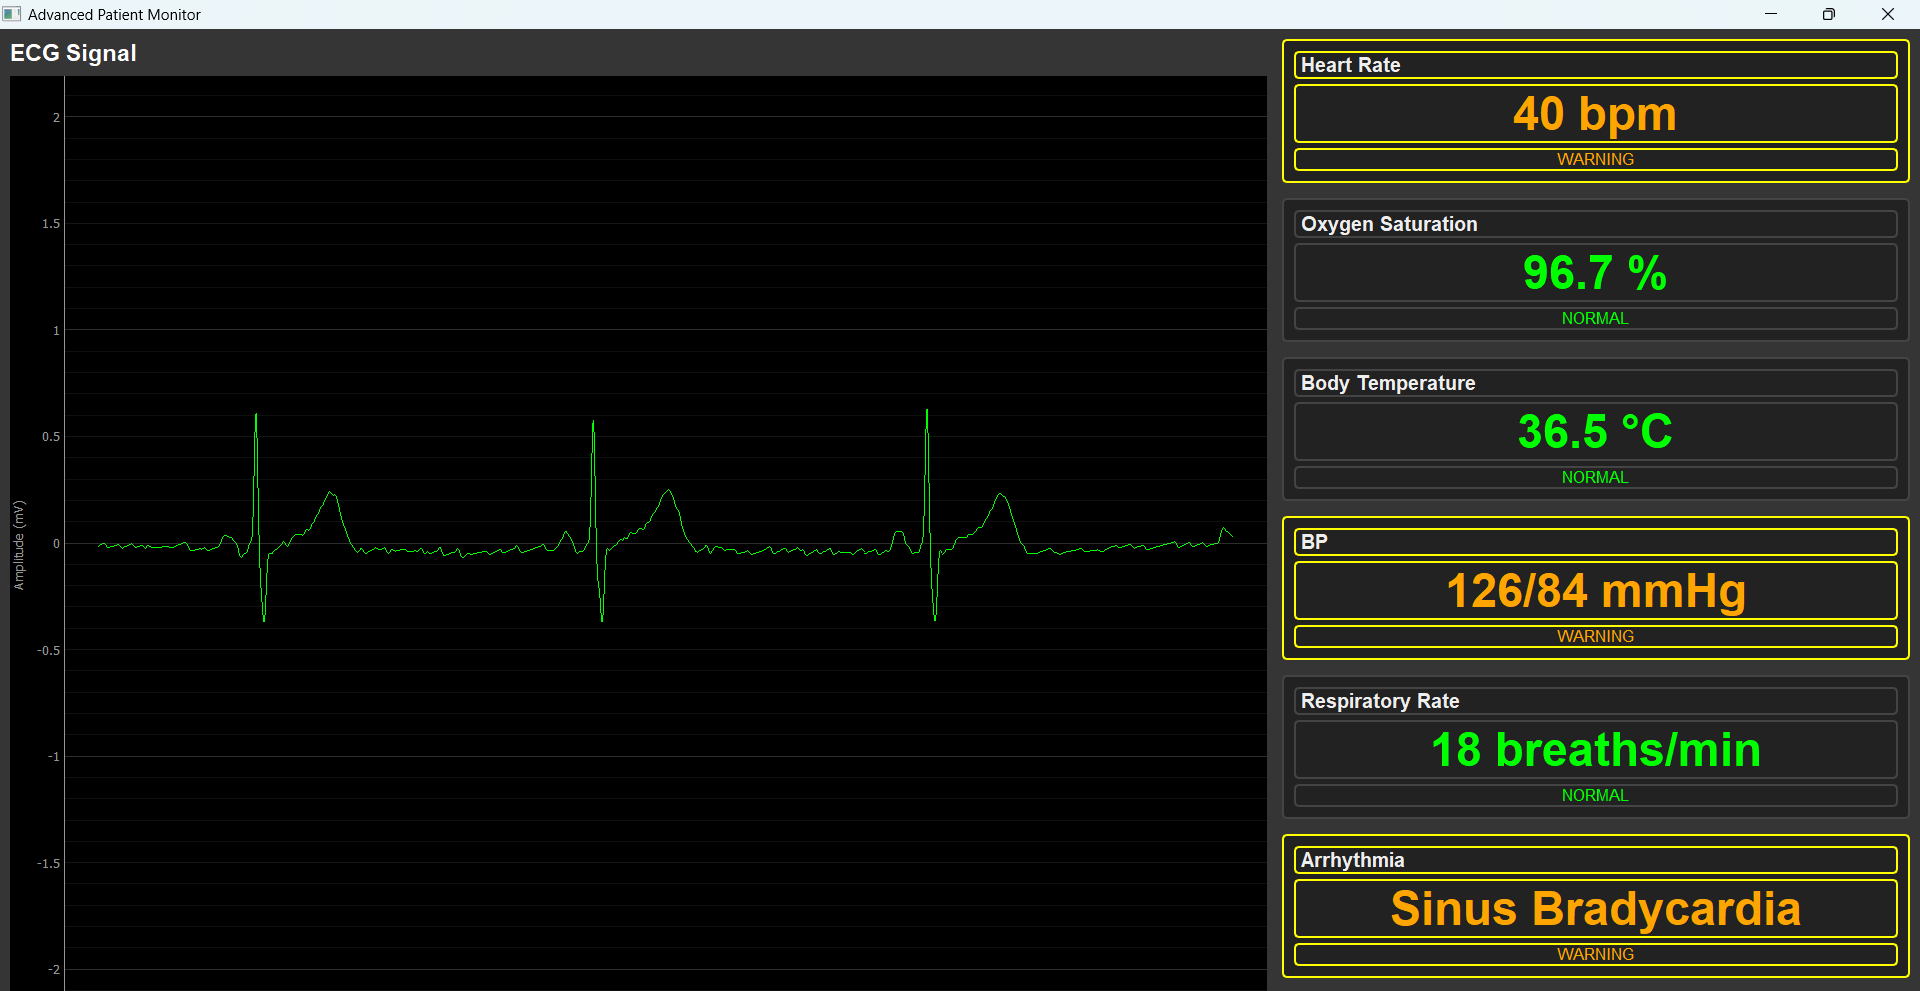 Advanced Patient Monitor
ECG Signal
2
1.5
1
0.5
0
-0.5
-1
-1.5
-2
Amplitude (mV)
Heart Rate
40 bpm
WARNING
Oxygen Saturation
96.7 %
NORMAL
Body Temperature
36.5 °C
NORMAL
BP
126/84 mmHg
WARNING
Respiratory Rate
18 breaths/min
NORMAL
Arrhythmia
Sinus Bradycardia
WARNING